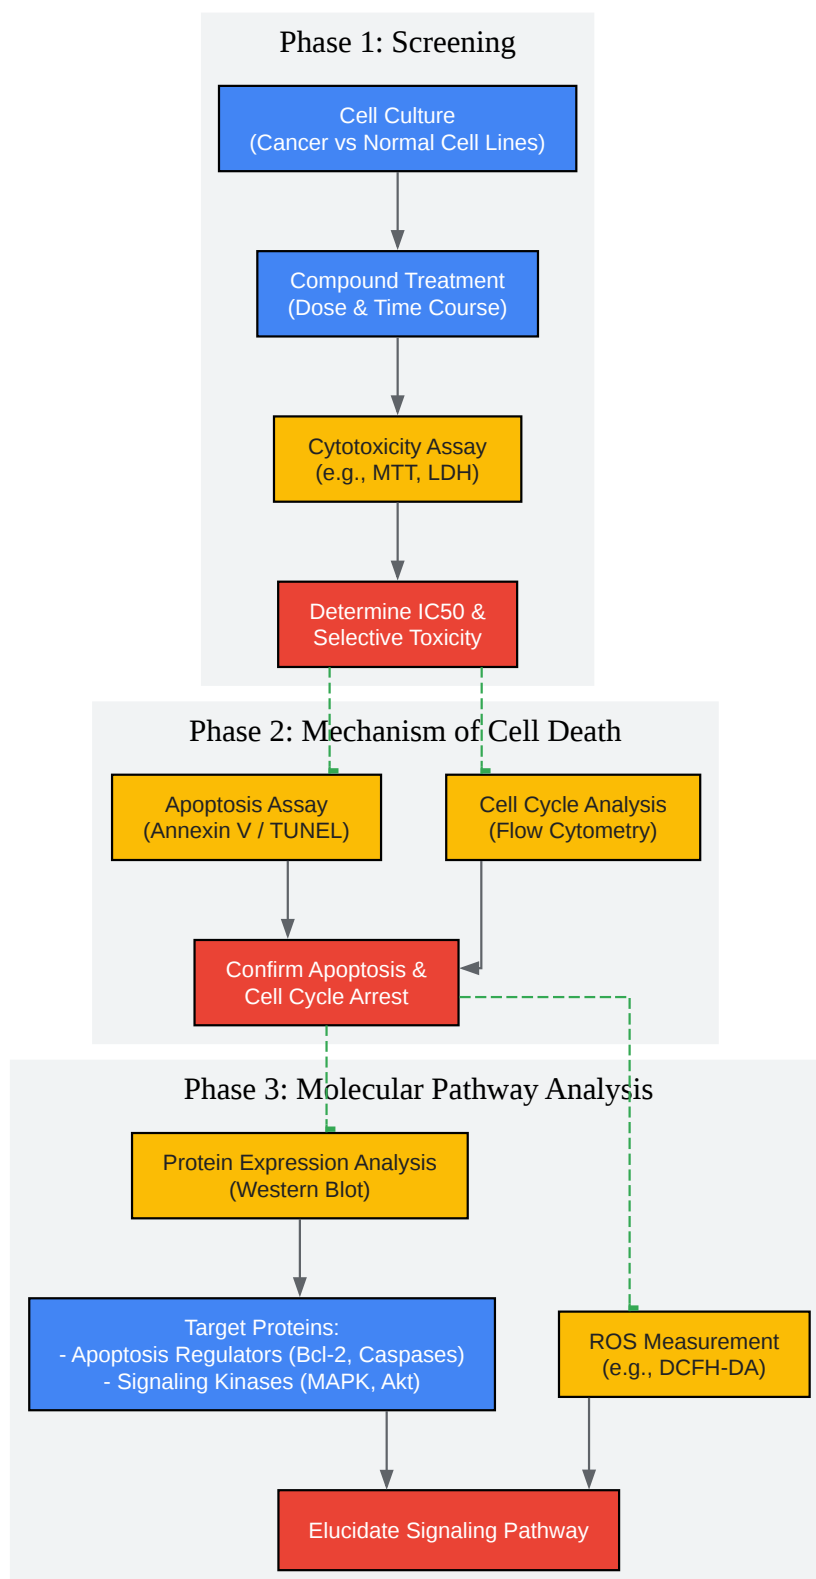 Phase 1: Screening
Cell Culture
(Cancer vs Normal Cell Lines)
Compound Treatment
(Dose & Time Course)
Cytotoxicity Assay
(e.g., MTT, LDH)
Determine IC50 &
Selective Toxicity
Phase 2: Mechanism of Cell Death
Apoptosis Assay
(Annexin V / TUNEL)
Cell Cycle Analysis
(Flow Cytometry)
Confirm Apoptosis &
Cell Cycle Arrest
Phase 3: Molecular Pathway Analysis
Protein Expression Analysis
(Western Blot)
Target Proteins:
- Apoptosis Regulators (Bcl-2, Caspases)
- Signaling Kinases (MAPK, Akt)
ROS Measurement
(e.g., DCFH-DA)
Elucidate Signaling Pathway